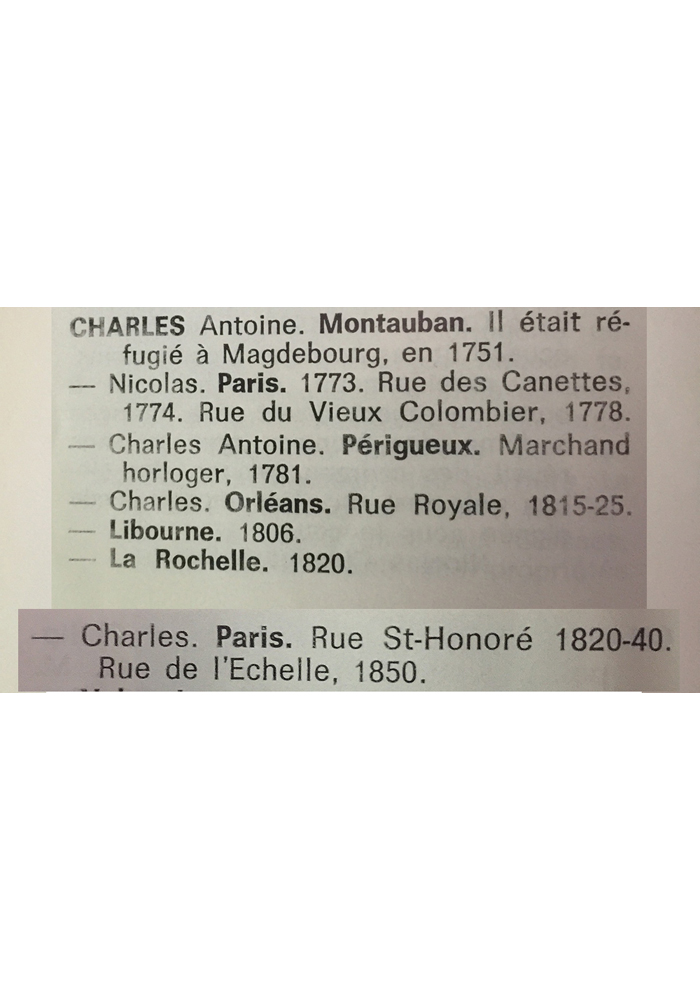 CHARLES Antoine. Montauban. Il était ré-
fugié à Magdebourg, en 1751.
— Nicolas. Paris. 1773. Rue des Canettes,
1774. Rue du Vieux Colombier, 1778.
— Charles Antoine. Périgueux. Marchand
horloger, 1781.
— Charles. Orléans. Rue Royale, 1815-25.
— Libourne. 1806.
— La Rochelle. 1820.
— Charles. Paris. Rue St-Honoré 1820-40.
Rue de l'Echelle, 1850.